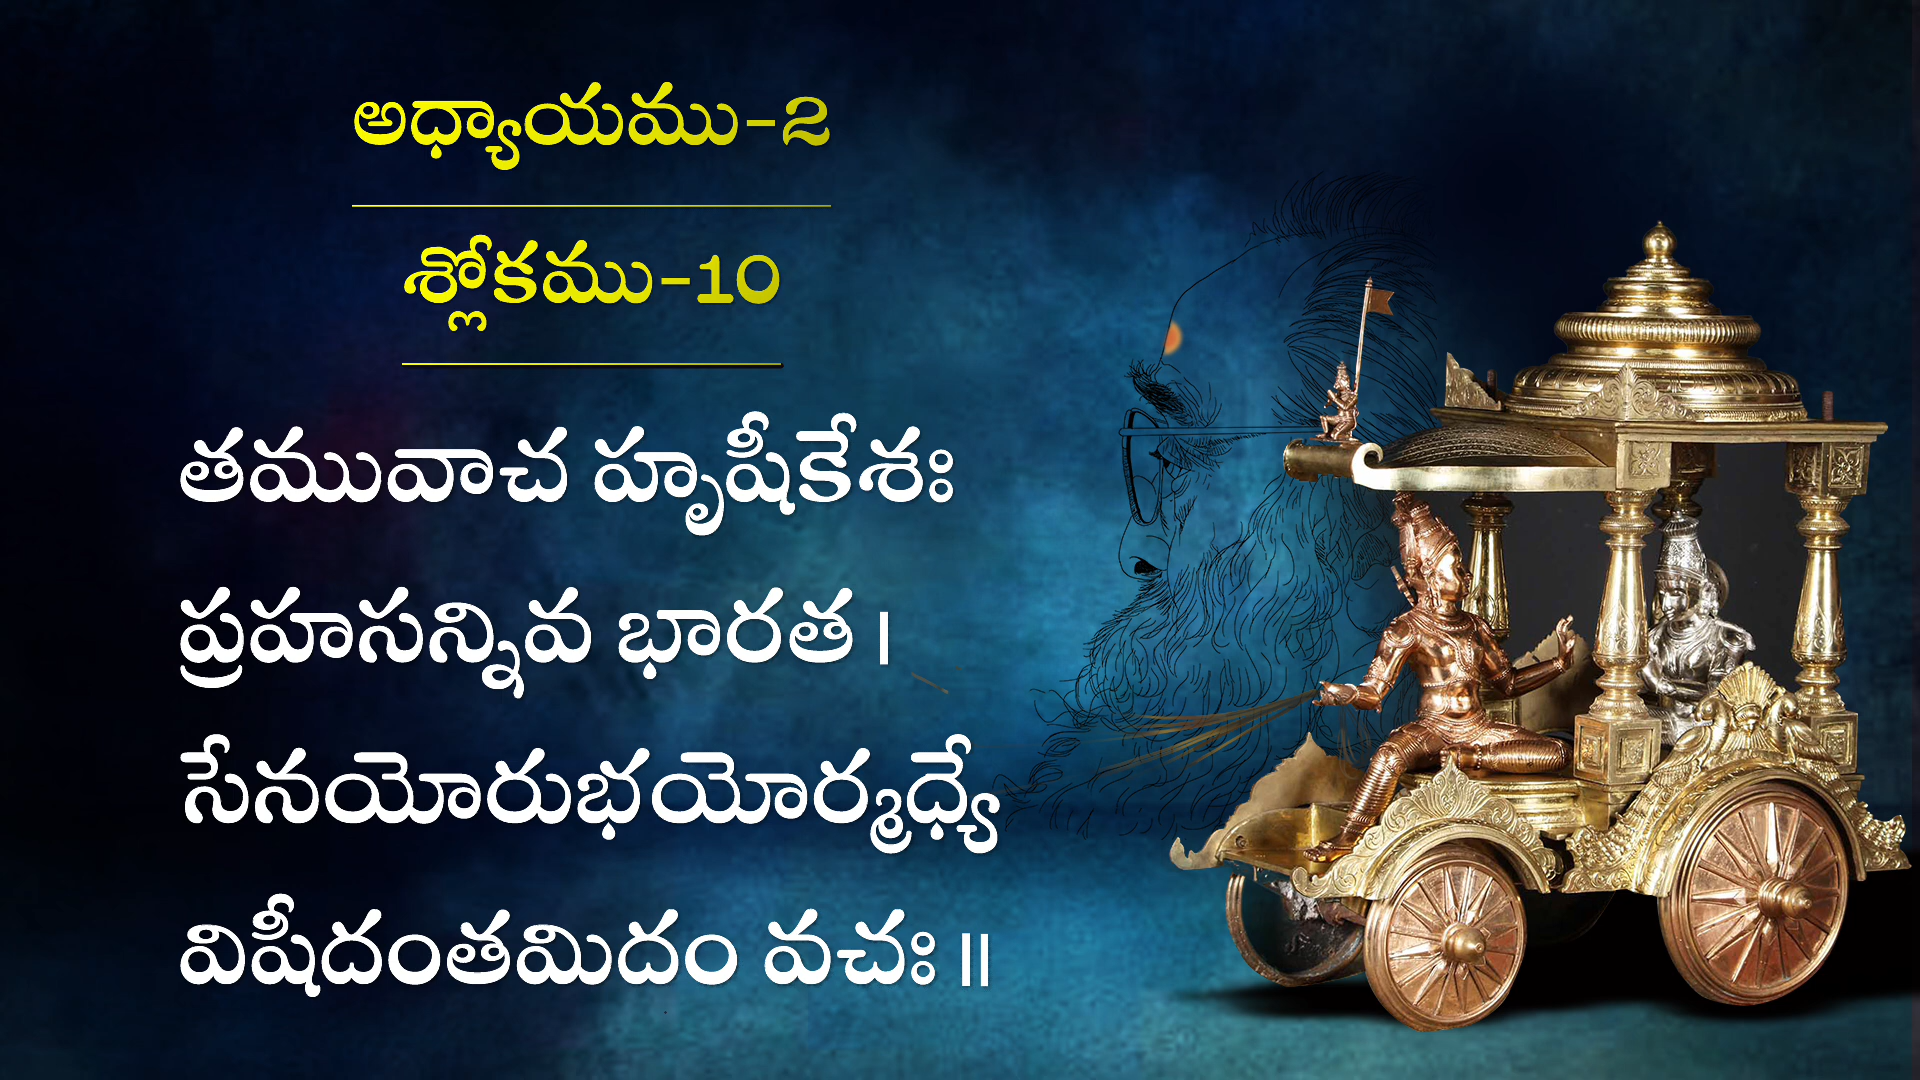 అధ్యాయము-2
శ్లోకము-10
తమువాచ హృషీకేశః
ప్రహసన్నివ భారత ।
సేనయోరుభయోర్మధ్యే
విషీదంతమిదం వచః ॥